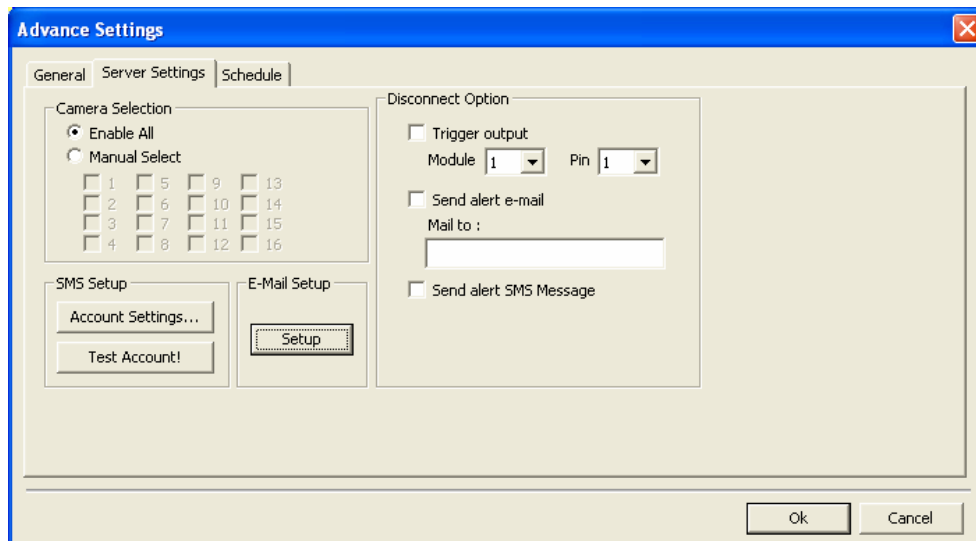 Advance Settings
General Server Settings Schedule
Camera Selection
Enable All
Manual Select
1 5 9 13
2 6 10 14
3 7 11 15
4 8 12 16
SMS Setup
Account Settings...
Test Account!
E-Mail Setup
Setup
Disconnect Option
Trigger output
Module 1 Pin 1
Send alert e-mail
Mail to :
Send alert SMS Message
Ok Cancel